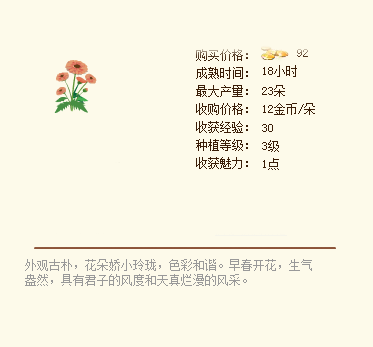 购买价格： 92
成熟时间： 18小时
最大产量： 23朵
收购价格： 12金币/朵
收获经验： 30
种植等级： 3级
收获魅力： 1点
外观古朴，花朵娇小玲珑，色彩和谐。早春开花，生气
盎然，具有君子的风度和天真烂漫的风采。